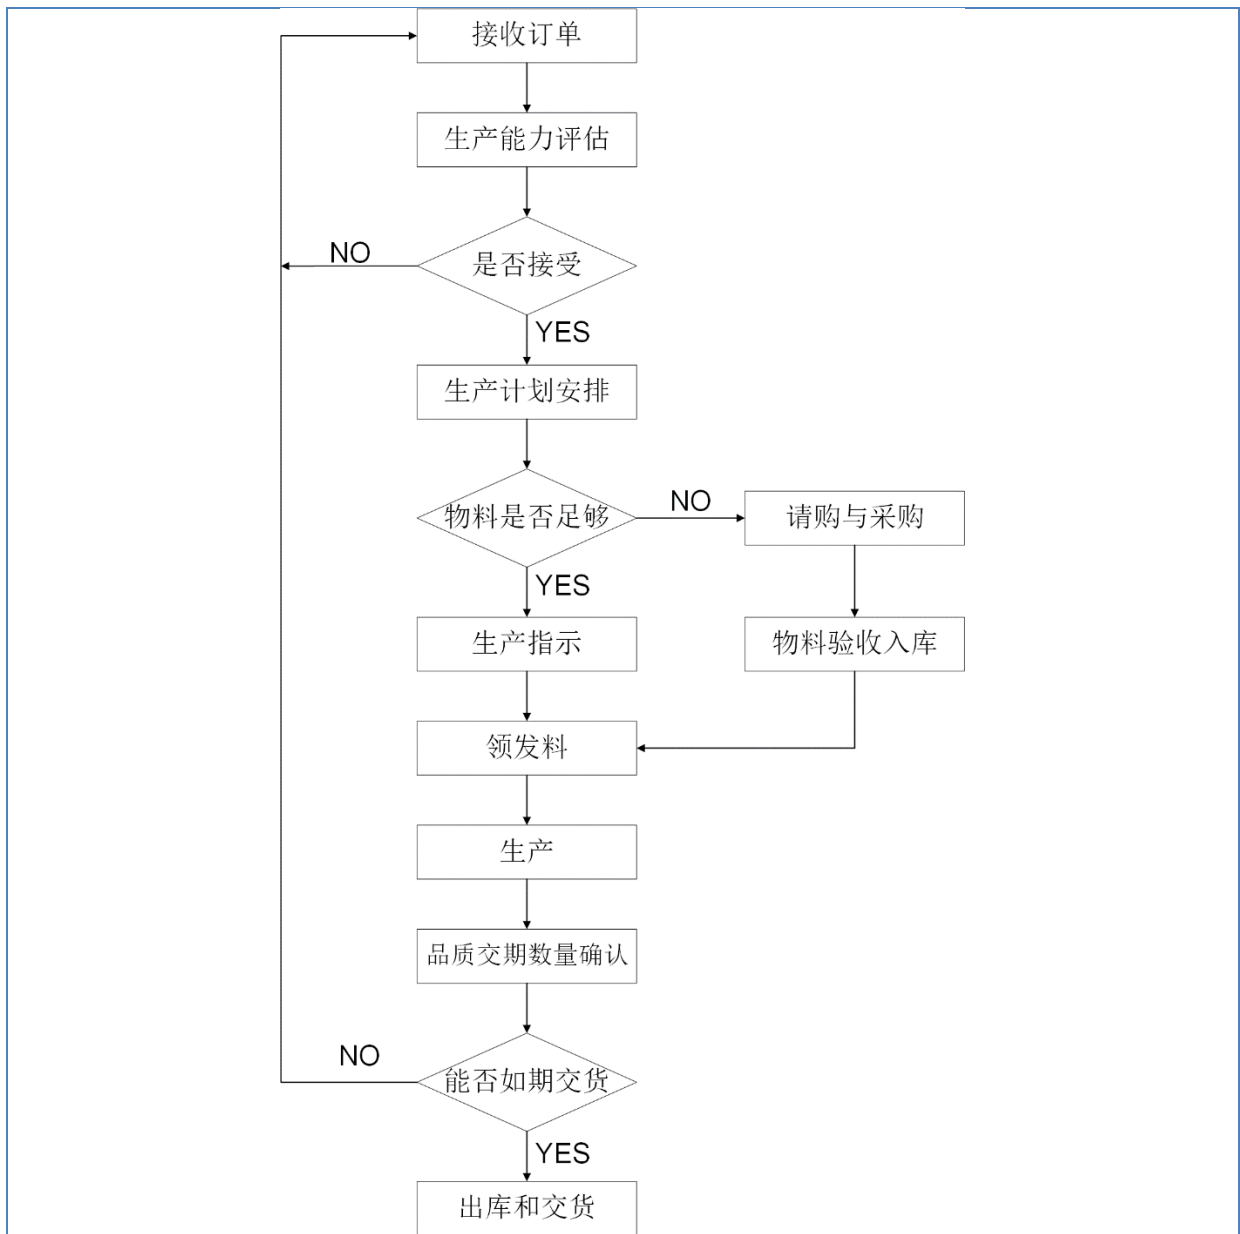 接收订单
生产能力评估
NO
是否接受
YES
生产计划安排
物料是否足够
NO
请购与采购
YES
生产指示
物料验收入库
领发料
生产
品质交期数量确认
NO
能否如期交货
YES
出库和交货